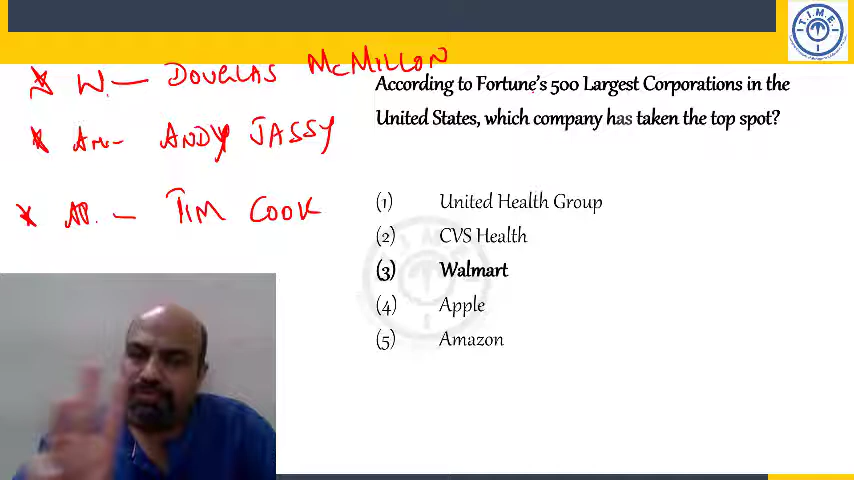 T.I.M.E.
W.— DOUGLAS McMILLON
According to Fortune's 500 Largest Corporations in the
United States, which company has taken the top spot?
Am— ANDY JASSY
AP. — TIM COOK
(1) United Health Group
(2) CVS Health
(3) Walmart
(4) Apple
(5) Amazon